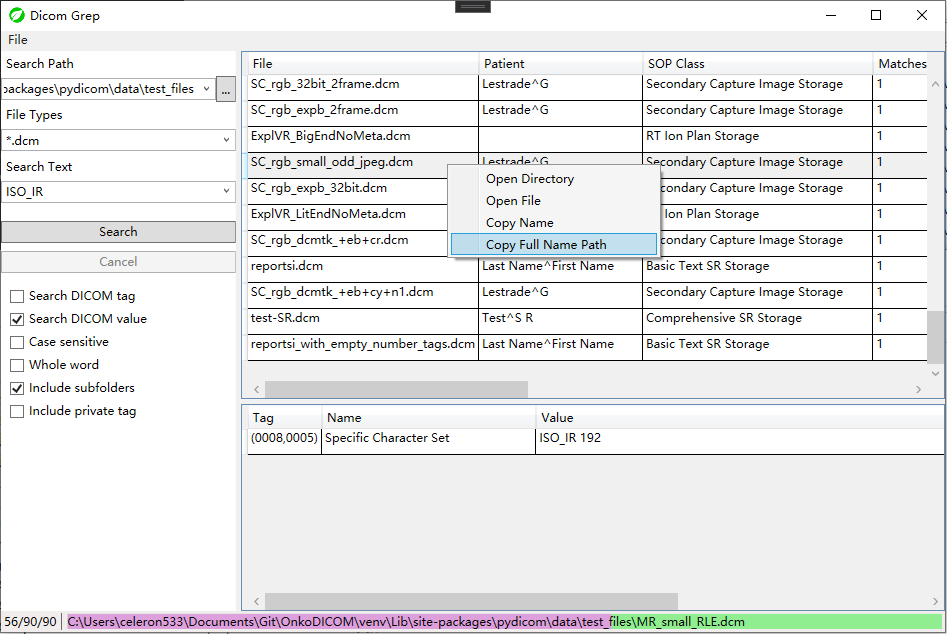 Dicom Grep
File
Search Path
packages\pydicom\data\test_files
...
File Types
*.dcm
Search Text
ISO_IR
Search
Cancel
Search DICOM tag
Search DICOM value
Case sensitive
Whole word
Include subfolders
Include private tag
File Patient SOP Class Matches
SC_rgb_32bit_2frame.dcm Lestrade^G Secondary Capture Image Storage 1
SC_rgb_expb_2frame.dcm Lestrade^G Secondary Capture Image Storage 1
ExplVR_BigEndNoMeta.dcm RT Ion Plan Storage 1
SC_rgb_small_odd_jpeg.dcm Lestrade^G Secondary Capture Image Storage 1
SC_rgb_expb_32bit.dcm condary Capture Image Storage 1
ExplVR_LitEndNoMeta.dcm Ion Plan Storage 1
SC_rgb_dcmtk_+eb+cr.dcm condary Capture Image Storage 1
reportsi.dcm Last Name^First Name Basic Text SR Storage 1
SC_rgb_dcmtk_+eb+cy+n1.dcm Lestrade^G Secondary Capture Image Storage 1
test-SR.dcm Test^S R Comprehensive SR Storage 1
reportsi_with_empty_number_tags.dcm Last Name^First Name Basic Text SR Storage 1
Open Directory
Open File
Copy Name
Copy Full Name Path
Tag Name Value
(0008,0005) Specific Character Set ISO_IR 192
56/90/90 C:\Users\celeron533\Documents\Git\OnkoDICOM\venv\Lib\site-packages\pydicom\data\test_files\MR_small_RLE.dcm